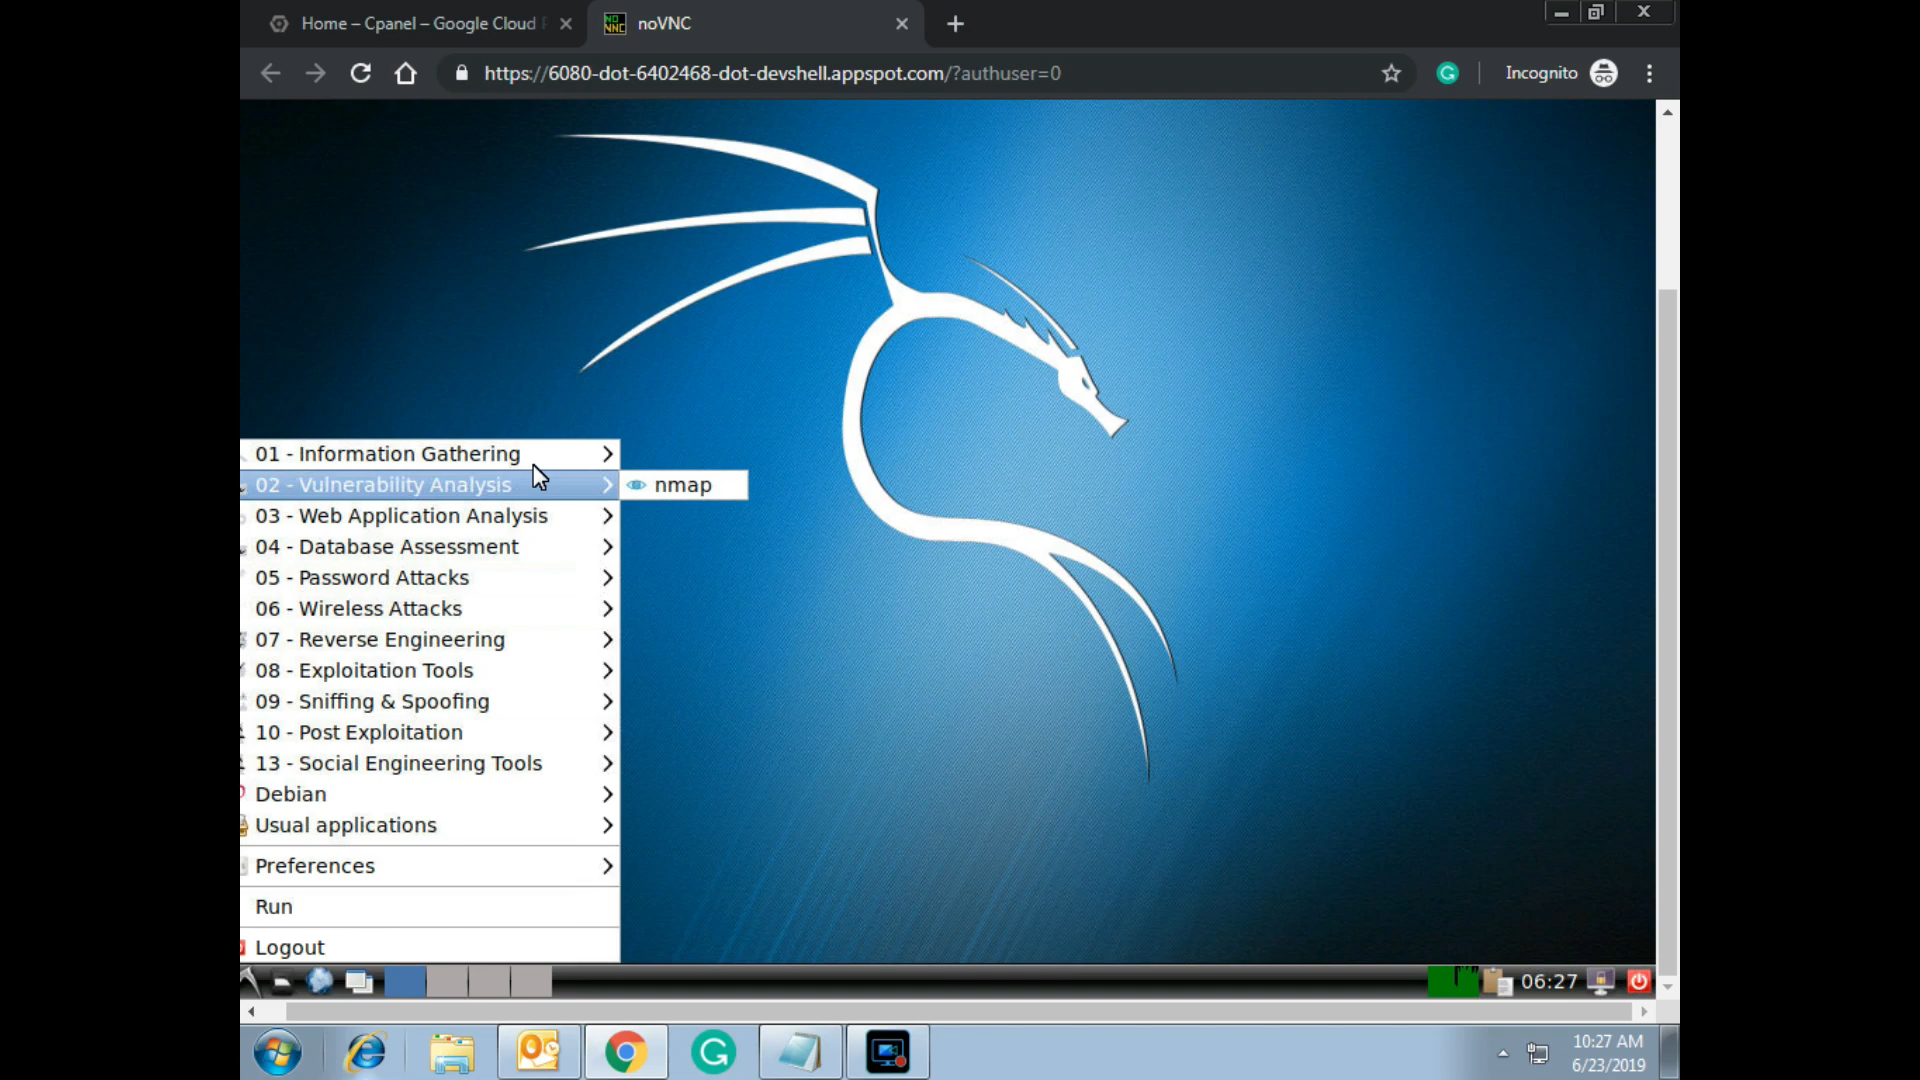 Home – Cpanel – Google Cloud
noVNC
https://6080-dot-6402468-dot-devshell.appspot.com/?authuser=0
Incognito
01 - Information Gathering
02 - Vulnerability Analysis
nmap
03 - Web Application Analysis
04 - Database Assessment
05 - Password Attacks
06 - Wireless Attacks
07 - Reverse Engineering
08 - Exploitation Tools
09 - Sniffing & Spoofing
10 - Post Exploitation
13 - Social Engineering Tools
Debian
Usual applications
Preferences
Run
Logout
06:27
10:27 AM
6/23/2019